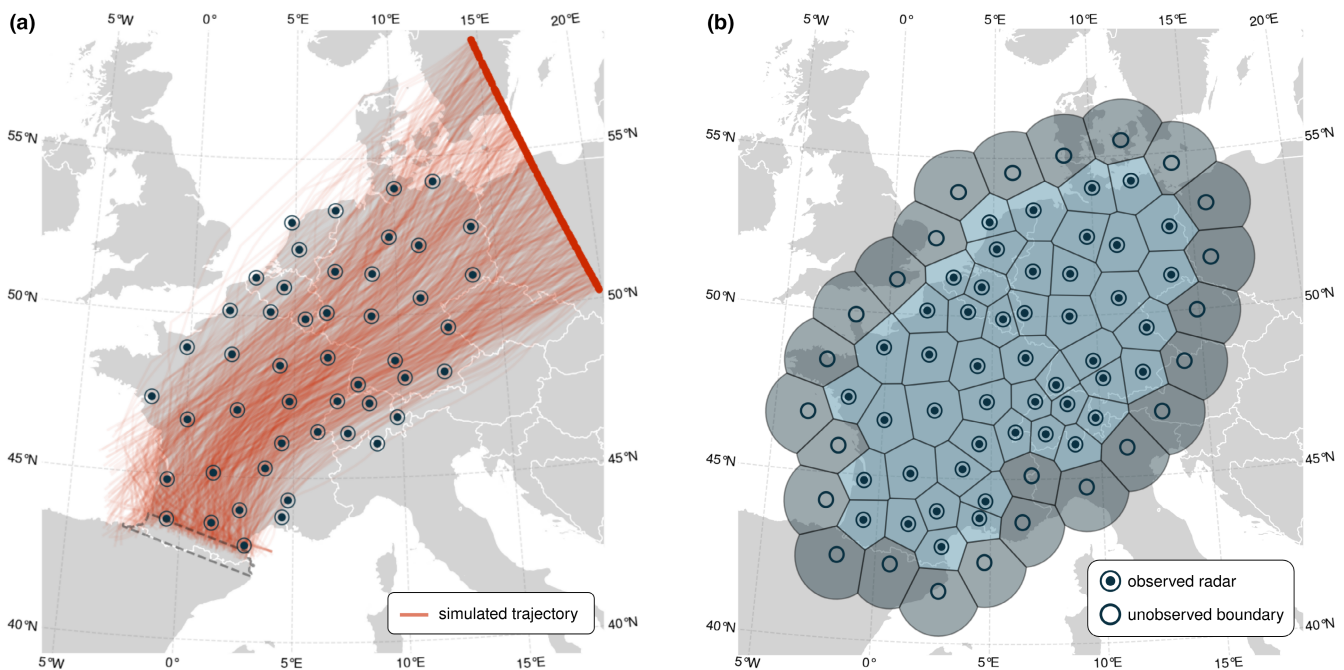 (a)
5°W 0° 5°E 10°E 15°E 20°E
55°N 55°N
50°N 50°N
45°N 45°N
40°N 40°N
simulated trajectory
5°W 0° 5°E 10°E 15°E
(b)
5°W 0° 5°E 10°E 15°E 20°E
55°N 55°N
50°N 50°N
45°N 45°N
40°N 40°N
observed radar
unobserved boundary
5°W 0° 5°E 10°E 15°E